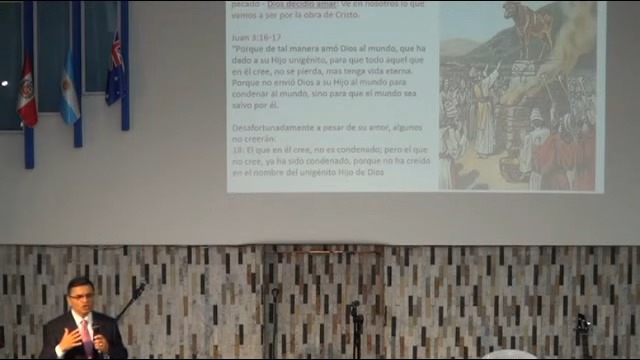 pecado - Dios decidio amar. Ve en nosotros lo que
vamos a ser por la obra de Cristo.
Juan 3:16-17
"Porque de tal manera amó Dios al mundo, que ha
dado a su Hijo unigénito, para que todo aquel que
en él cree, no se pierda, mas tenga vida eterna.
Porque no envió Dios a su Hijo al mundo para
condenar al mundo, sino para que el mundo sea
salvo por él.
Desafortunadamente a pesar de su amor, algunos
no creerán:
18: El que en él cree, no es condenado; pero el que
no cree, ya ha sido condenado, porque no ha creído
en el nombre del unigénito Hijo de Dios